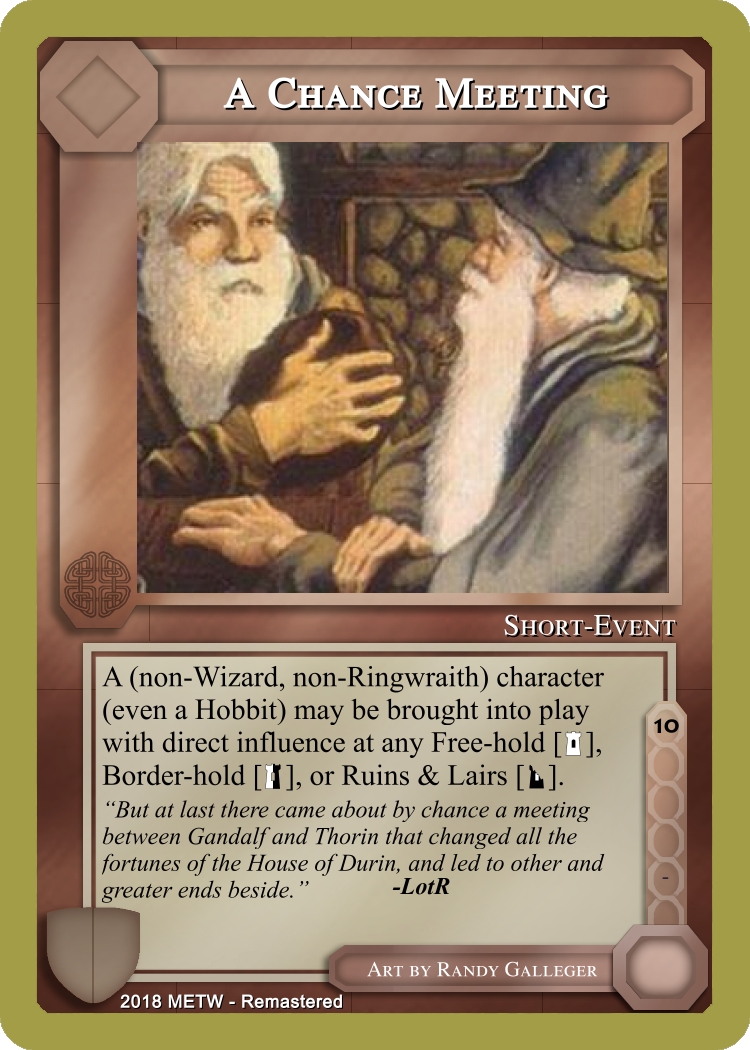 A Chance Meeting
Short-Event
A (non-Wizard, non-Ringwraith) character
(even a Hobbit) may be brought into play
with direct influence at any Free-hold [ ],
Border-hold [ ], or Ruins & Lairs [ ].
“But at last there came about by chance a meeting
between Gandalf and Thorin that changed all the
fortunes of the House of Durin, and led to other and
greater ends beside.” -LotR
10
-
Art by Randy Galleger
2018 METW - Remastered